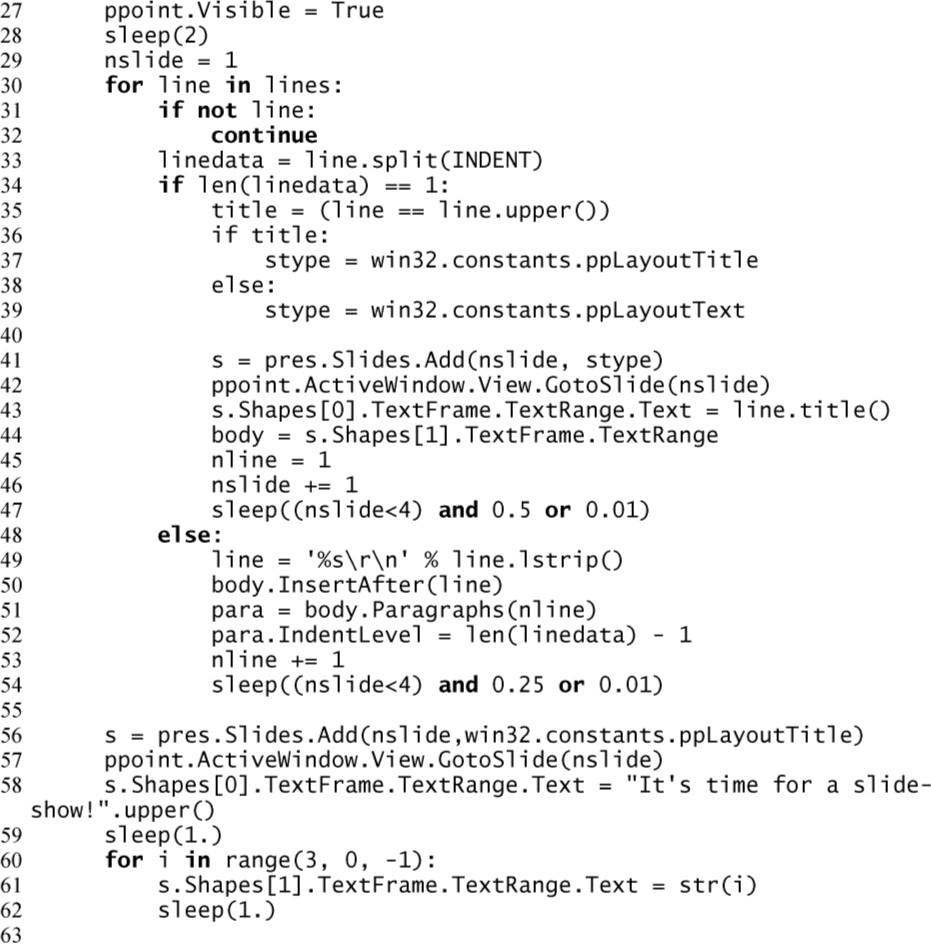 27      ppoint.Visible = True
28      sleep(2)
29      nslide = 1
30      for line in lines:
31          if not line:
32              continue
33          linedata = line.split(INDENT)
34          if len(linedata) == 1:
35              title = (line == line.upper())
36              if title:
37                  stype = win32.constants.ppLayoutTitle
38              else:
39                  stype = win32.constants.ppLayoutText
40
41              s = pres.Slides.Add(nslide, stype)
42              ppoint.ActiveWindow.View.GotoSlide(nslide)
43              s.Shapes[0].TextFrame.TextRange.Text = line.title()
44              body = s.Shapes[1].TextFrame.TextRange
45              nline = 1
46              nslide += 1
47              sleep((nslide<4) and 0.5 or 0.01)
48          else:
49              line = '%s\r\n' % line.lstrip()
50              body.InsertAfter(line)
51              para = body.Paragraphs(nline)
52              para.IndentLevel = len(linedata) - 1
53              nline += 1
54              sleep((nslide<4) and 0.25 or 0.01)
55
56      s = pres.Slides.Add(nslide,win32.constants.ppLayoutTitle)
57      ppoint.ActiveWindow.View.GotoSlide(nslide)
58      s.Shapes[0].TextFrame.TextRange.Text = "It's time for a slide-
show!".upper()
59      sleep(1.)
60      for i in range(3, 0, -1):
61          s.Shapes[1].TextFrame.TextRange.Text = str(i)
62          sleep(1.)
63